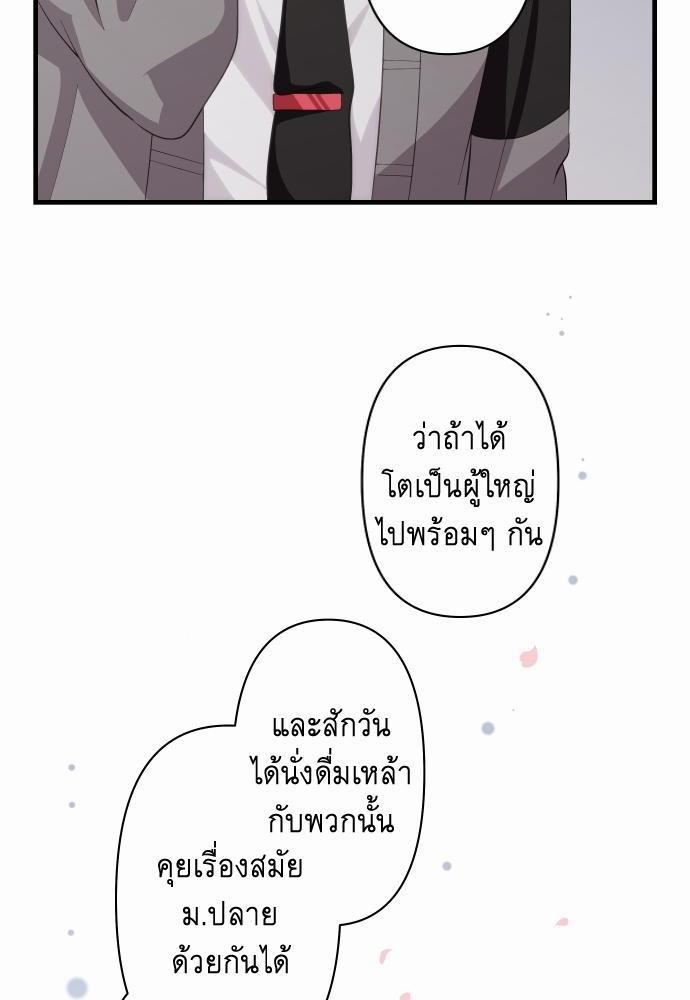 ว่าถ้าได้
โตเป็นผู้ใหญ่
ไปพร้อมๆ กัน
และสักวัน
ได้นั่งดื่มเหล้า
กับพวกนั้น
คุยเรื่องสมัย
ม.ปลาย
ด้วยกันได้